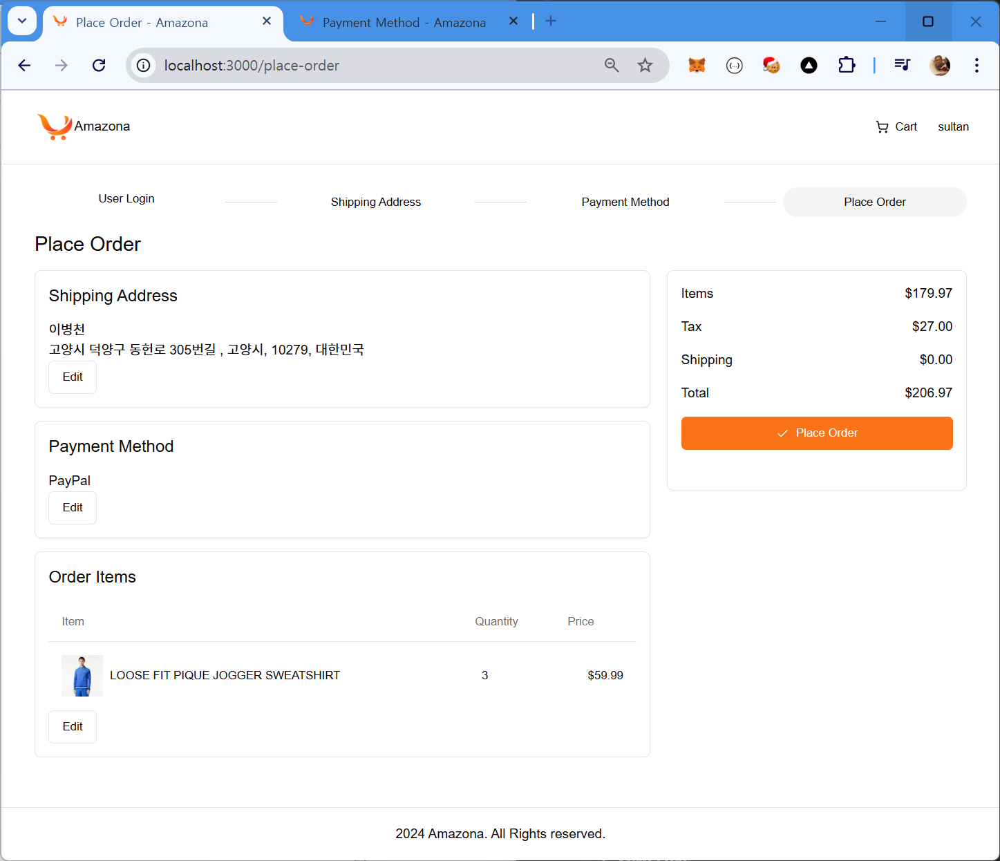 Place Order - Amazona
Payment Method - Amazona
localhost:3000/place-order
Amazona
Cart
sultan
User Login
Shipping Address
Payment Method
Place Order
Place Order
Shipping Address
이병천
고양시 덕양구 동헌로 305번길 , 고양시, 10279, 대한민국
Edit
Payment Method
PayPal
Edit
Order Items
Item Quantity Price
LOOSE FIT PIQUE JOGGER SWEATSHIRT 3 $59.99
Edit
Items $179.97
Tax $27.00
Shipping $0.00
Total $206.97
Place Order
2024 Amazona. All Rights reserved.